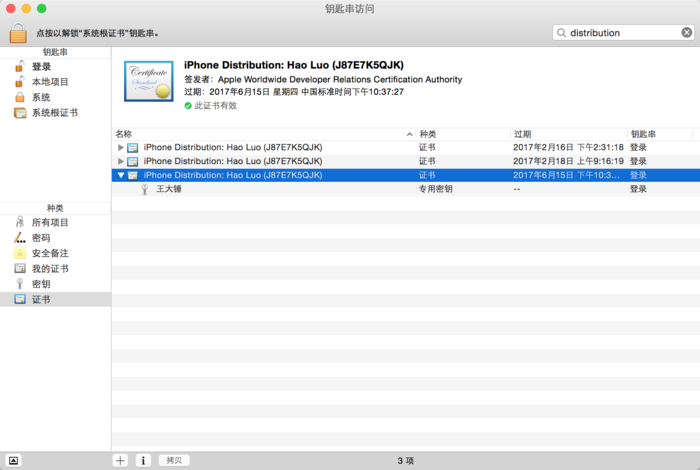 钥匙串访问
点按以解锁“系统根证书”钥匙串。
distribution
钥匙串
登录
本地项目
系统
系统根证书
种类
所有项目
密码
安全备注
我的证书
密钥
证书
Certificate
Standard
iPhone Distribution: Hao Luo (J87E7K5QJK)
签发者: Apple Worldwide Developer Relations Certification Authority
过期: 2017年6月15日 星期四 中国标准时间下午10:37:27
此证书有效
名称 种类 过期 钥匙串
iPhone Distribution: Hao Luo (J87E7K5QJK) 证书 2017年2月16日 下午2:31:18 登录
iPhone Distribution: Hao Luo (J87E7K5QJK) 证书 2017年2月18日 上午9:16:19 登录
iPhone Distribution: Hao Luo (J87E7K5QJK) 证书 2017年6月15日 下午10:3... 登录
王大锤 专用密钥 -- 登录
拷贝
3 项